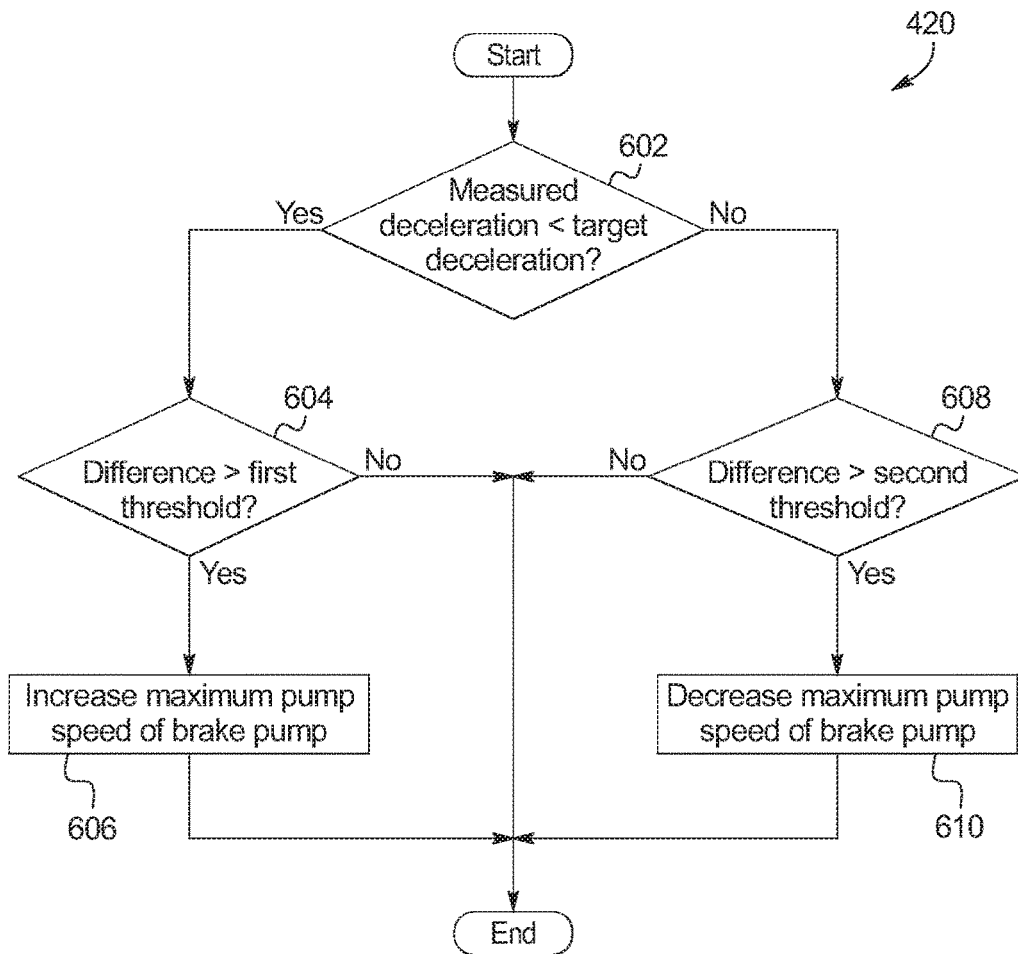 420
Start
602
Measured
deceleration < target
deceleration?
Yes
No
604
Difference > first
threshold?
No
Yes
608
Difference > second
threshold?
No
Yes
Increase maximum pump
speed of brake pump
606
Decrease maximum pump
speed of brake pump
610
End